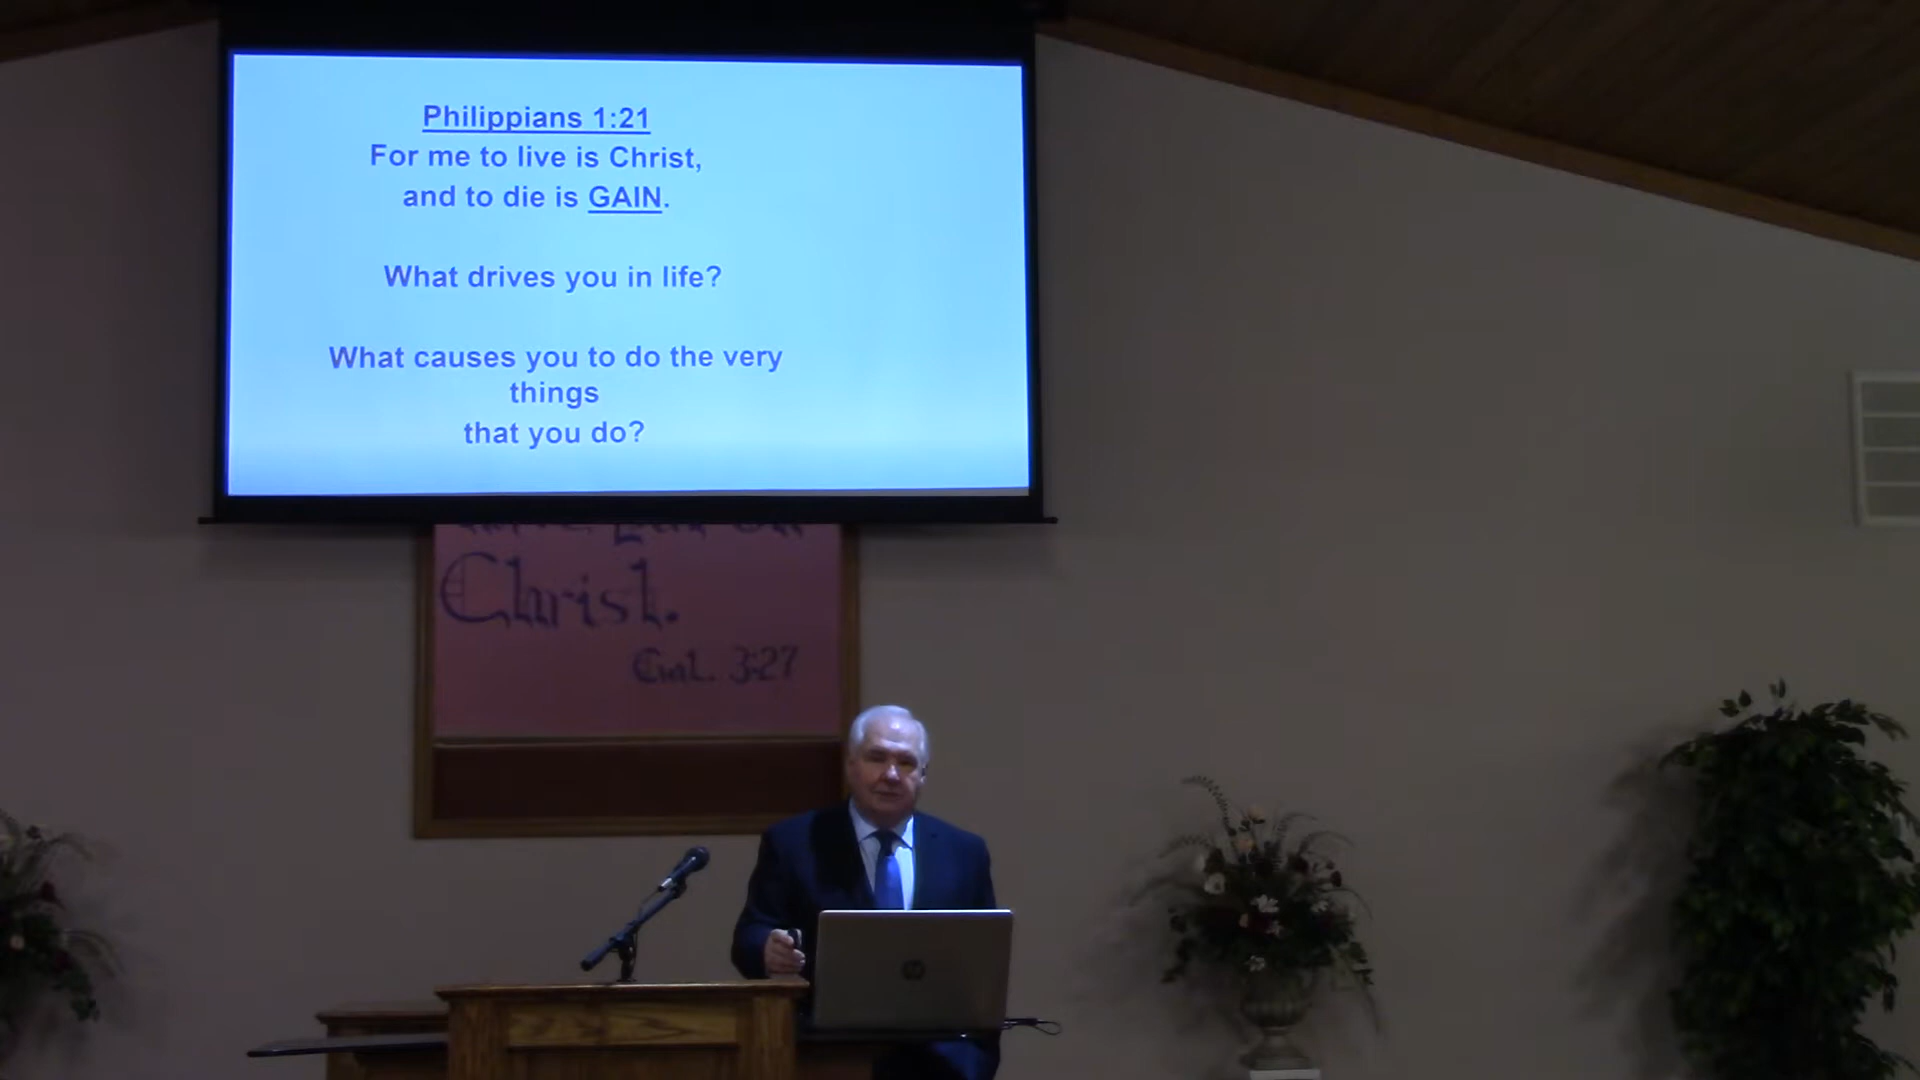 Philippians 1:21
For me to live is Christ,
and to die is GAIN.
What drives you in life?
What causes you to do the very
things
that you do?
Christ.
Gal. 3:27
hp